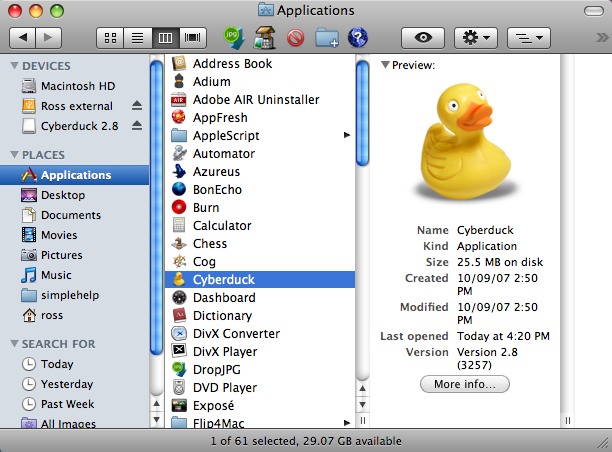 Applications
JPG
DEVICES
Macintosh HD
Ross external
Cyberduck 2.8
PLACES
Applications
Desktop
Documents
Movies
Pictures
Music
simplehelp
ross
SEARCH FOR
Today
Yesterday
Past Week
All Images
Address Book
Adium
Adobe AIR Uninstaller
AppFresh
AppleScript
Automator
Azureus
BonEcho
Burn
Calculator
Chess
Cog
Cyberduck
Dashboard
Dictionary
DivX Converter
DivX Player
DropJPG
DVD Player
Exposé
Flip4Mac
Preview:
Name Cyberduck
Kind Application
Size 25.5 MB on disk
Created 10/09/07 2:50
PM
Modified 10/09/07 2:50
PM
Last opened Today at 4:20 PM
Version Version 2.8
(3257)
More info...
1 of 61 selected, 29.07 GB available